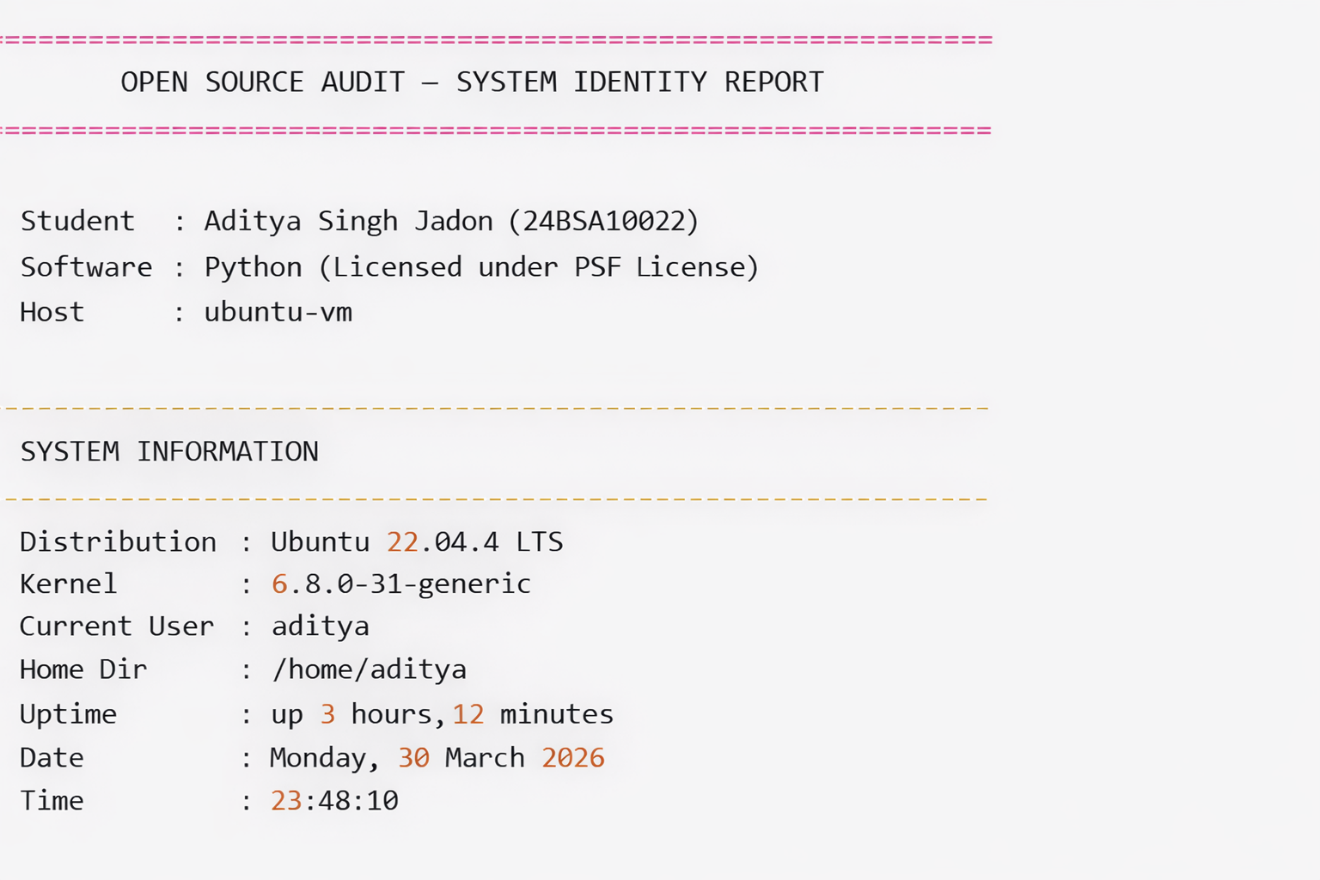 ============================================================
OPEN SOURCE AUDIT — SYSTEM IDENTITY REPORT
============================================================
Student : Aditya Singh Jadon (24BSA10022)
Software : Python (Licensed under PSF License)
Host : ubuntu-vm
------------------------------------------------------------
SYSTEM INFORMATION
------------------------------------------------------------
Distribution : Ubuntu 22.04.4 LTS
Kernel : 6.8.0-31-generic
Current User : aditya
Home Dir : /home/aditya
Uptime : up 3 hours, 12 minutes
Date : Monday, 30 March 2026
Time : 23:48:10